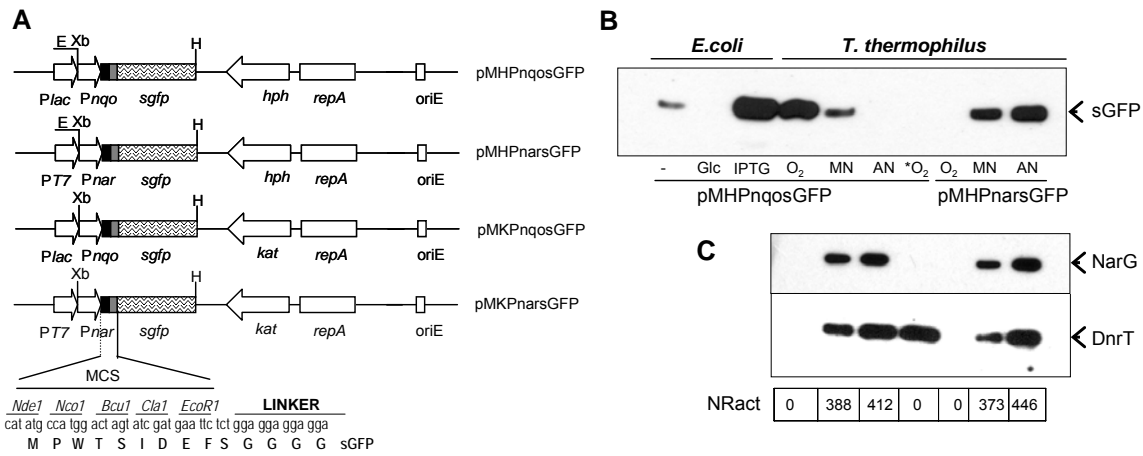 A
E Xb H
Plac Pnqo sgfp hph repA oriE pMHPnqosGFP
E Xb H
PT7 Pnar sgfp hph repA oriE pMHPnarsGFP
Xb H
Plac Pnqo sgfp kat repA oriE pMKPnqosGFP
Xb H
PT7 Pnar sgfp kat repA oriE pMKPnarsGFP
MCS
Nde1 Nco1 Bcu1 Cla1 EcoR1 LINKER
cat atg cca tgg act agt atc gat gaa ttc tct gga gga gga gga
M P W T S I D E F S G G G G sGFP
B
E.coli T. thermophilus
sGFP
- Glc IPTG O2 MN AN *O2 O2 MN AN
pMHPnqosGFP pMHPnarsGFP
C
NarG
DnrT
NRact 0 388 412 0 0 373 446